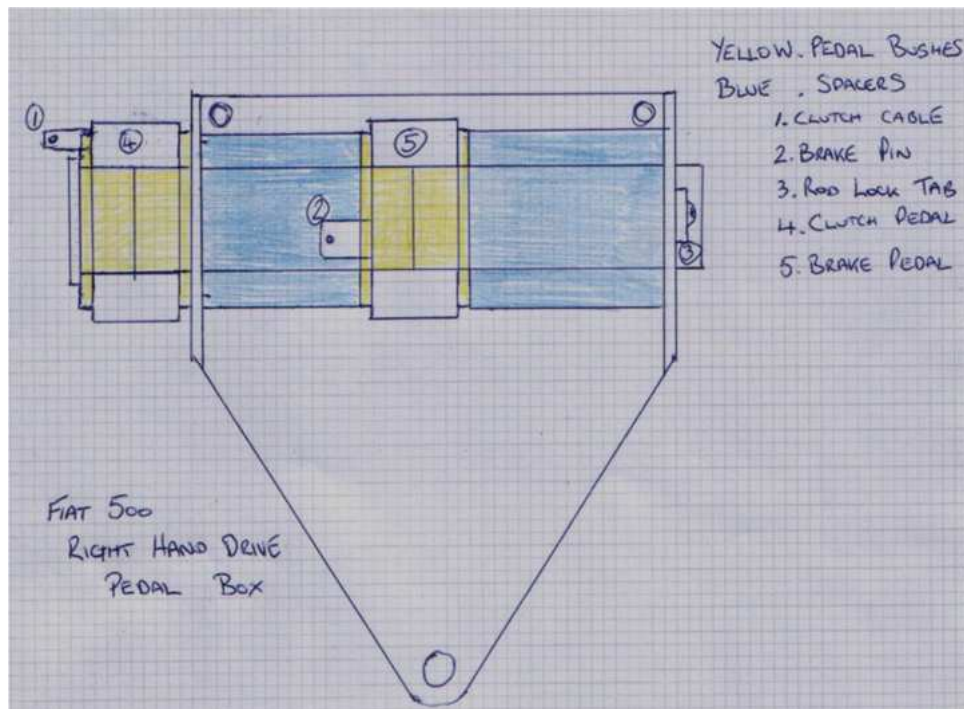 YELLOW. PEDAL BUSHES
BLUE . SPACERS
1. CLUTCH CABLE
2. BRAKE PIN
3. ROD LOCK TAB
4. CLUTCH PEDAL
5. BRAKE PEDAL
1
4
5
2
3
FIAT 500
RIGHT HAND DRIVE
PEDAL BOX